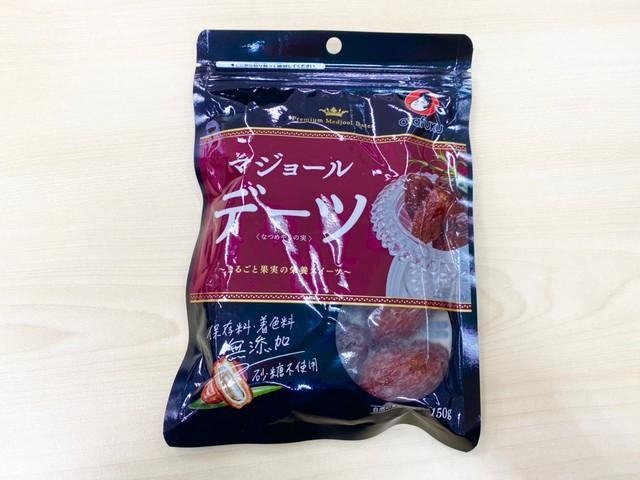 Premium Medjool Dates
otafuku
マジョール
デーツ
〈なつめやしの実〉
〜まるごと果実の栄養スイーツ〜
保存料・着色料
無添加
砂糖不使用
150g